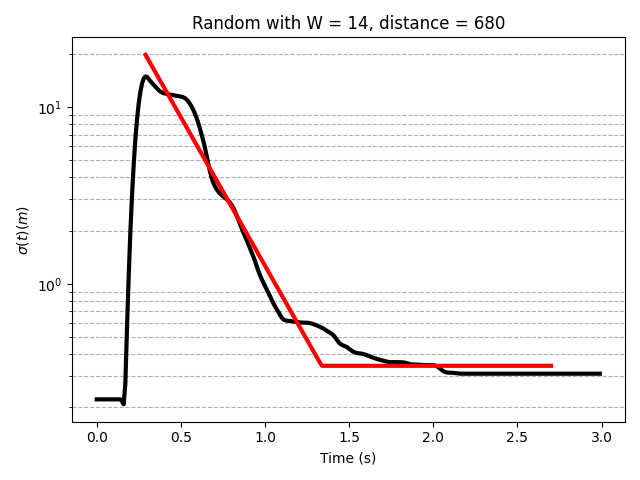 Random with W = 14, distance = 680
σ(t)(m)
10¹
10⁰
0.0 0.5 1.0 1.5 2.0 2.5 3.0
Time (s)